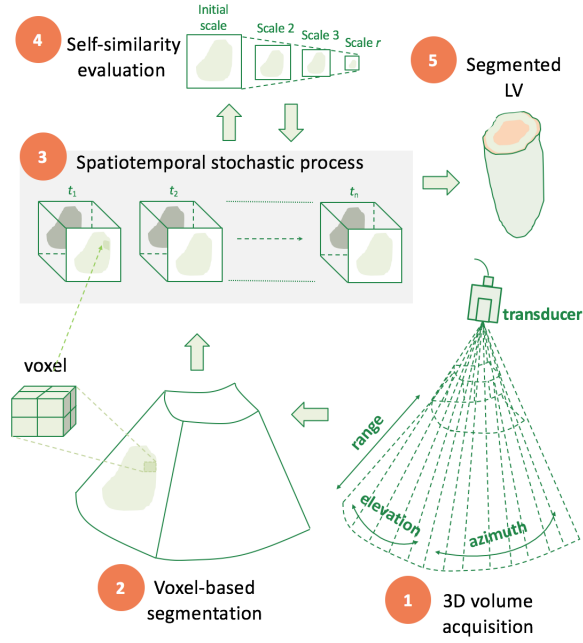 4
Self-similarity
evaluation
Initial
scale
Scale 2
Scale 3
Scale r
5
Segmented
LV
3
Spatiotemporal stochastic process
t1
t2
tn
transducer
voxel
range
elevation
azimuth
2
Voxel-based
segmentation
1
3D volume
acquisition